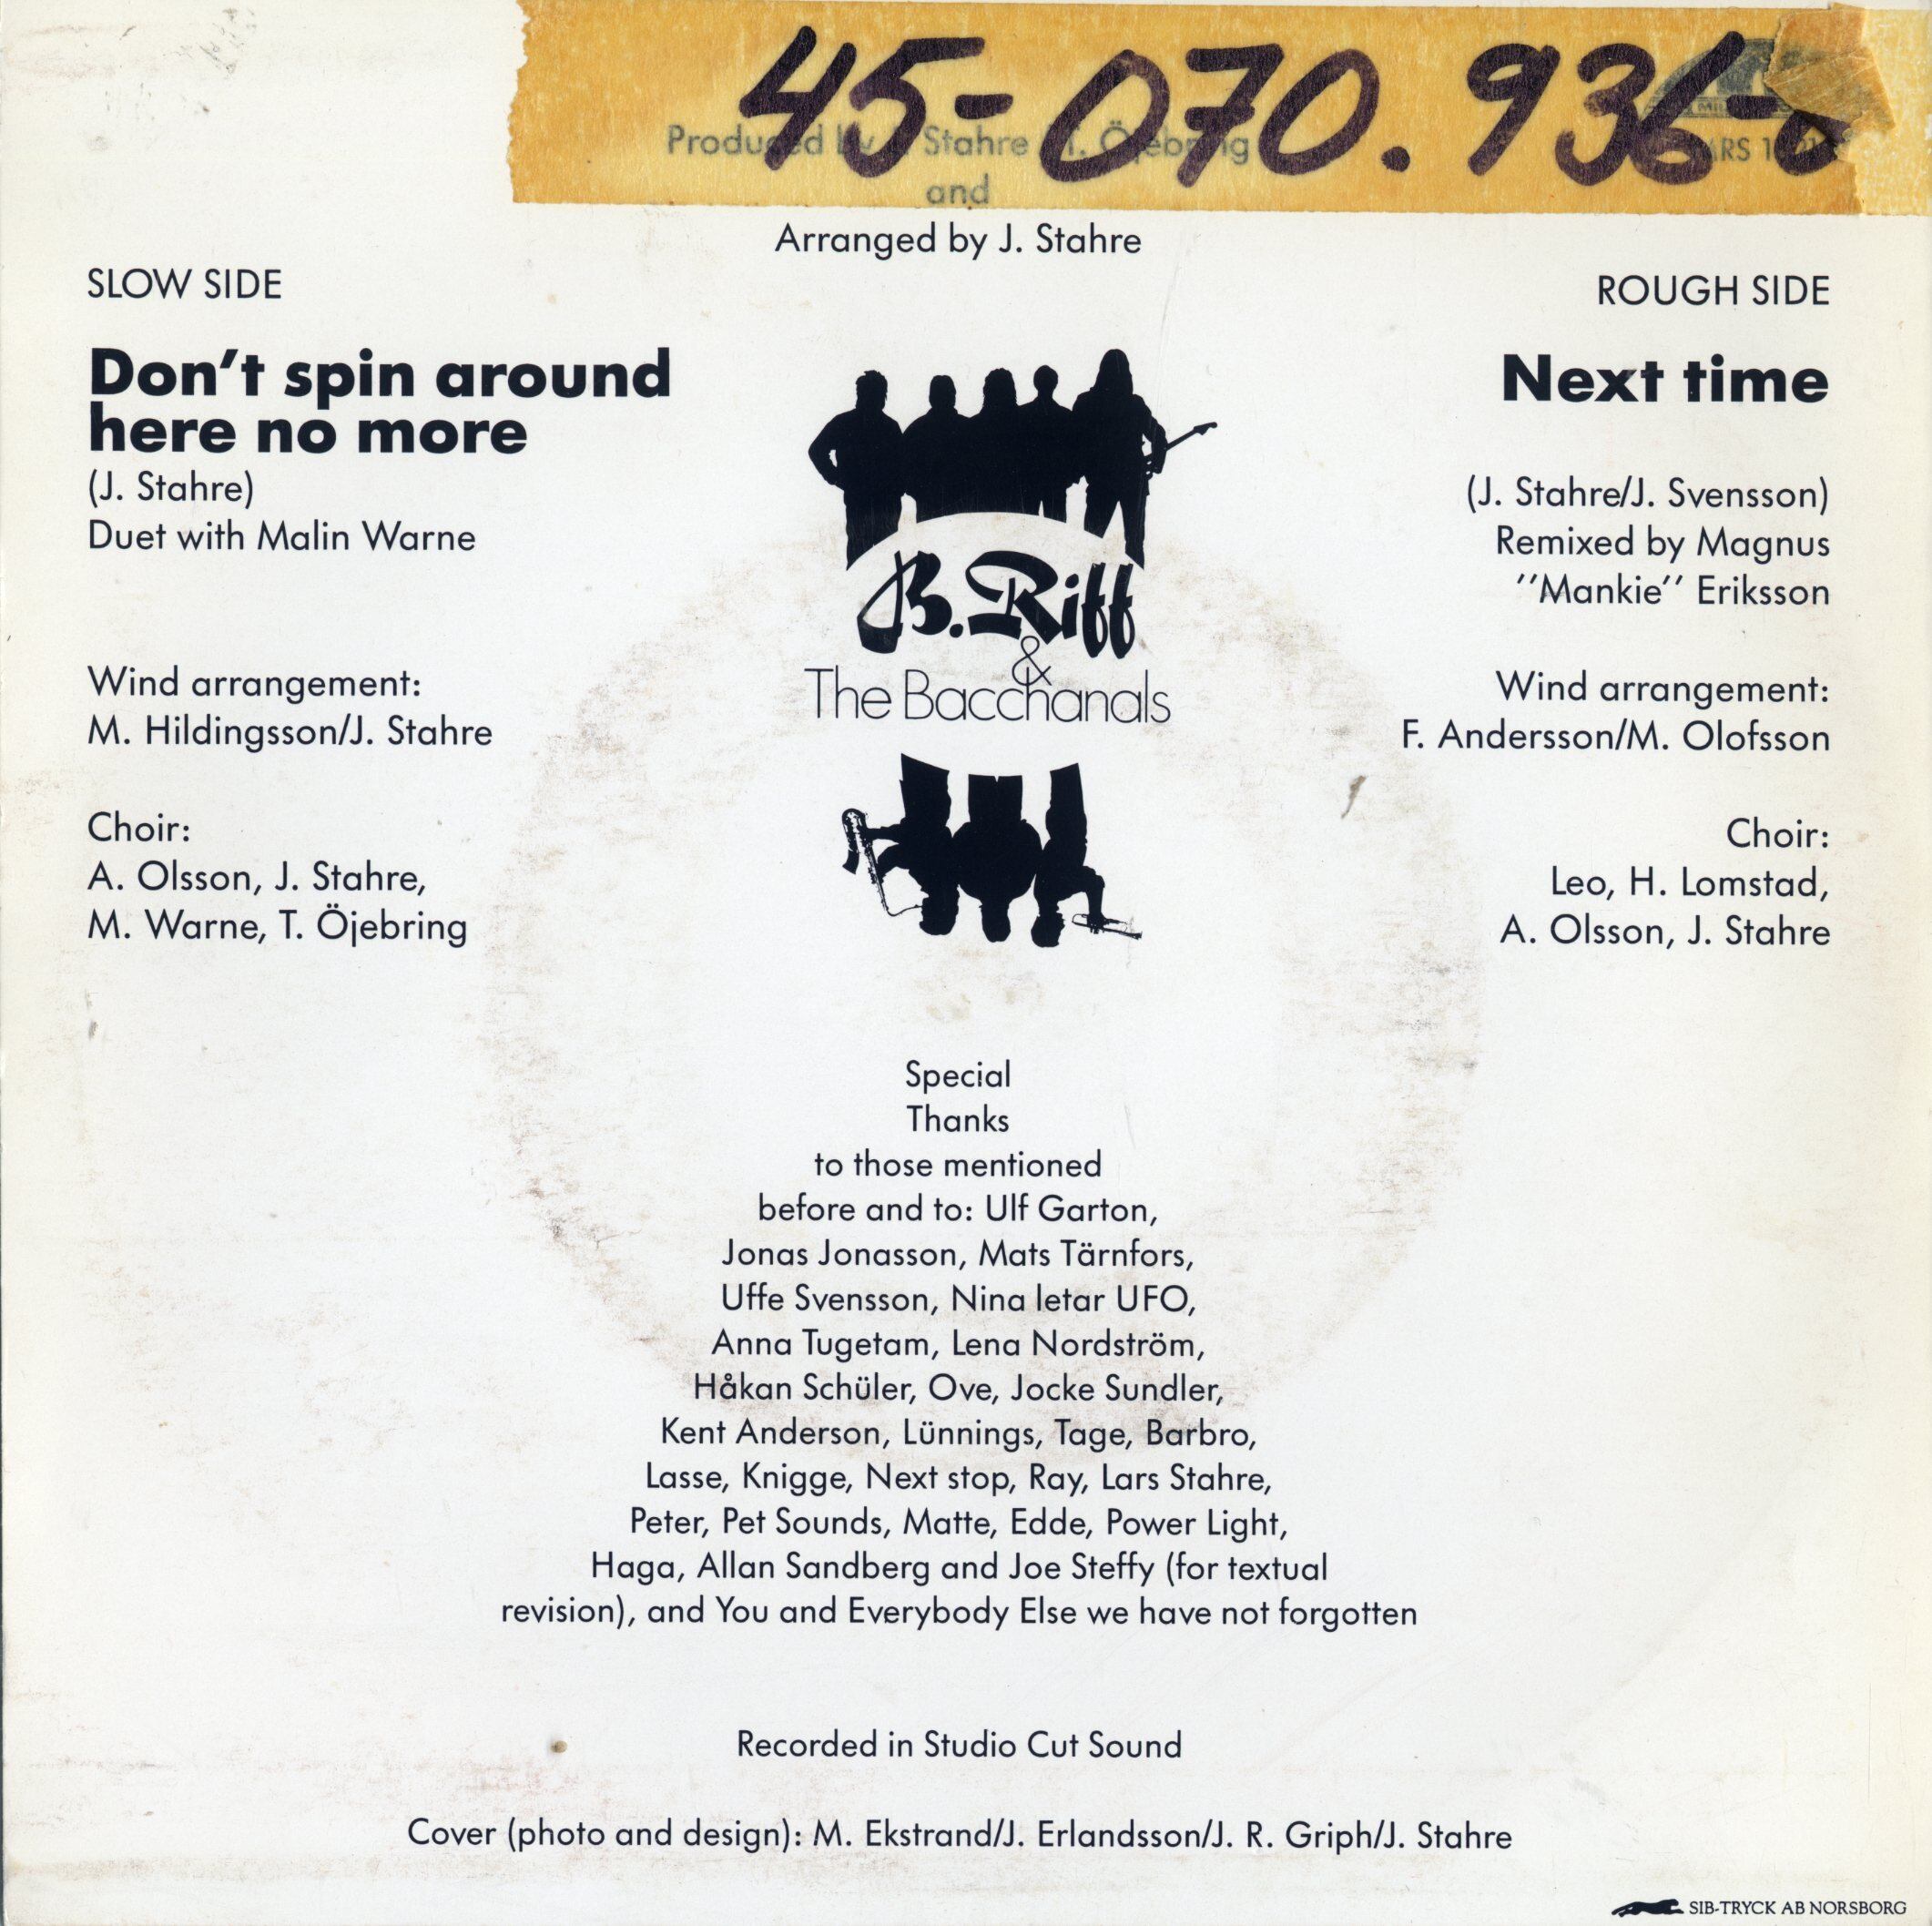 45-070.936-
Produced by J. Stahre/T. Öjebring
and
Arranged by J. Stahre
SLOW SIDE
Don't spin around
here no more
(J. Stahre)
Duet with Malin Warne
Wind arrangement:
M. Hildingsson/J. Stahre
Choir:
A. Olsson, J. Stahre,
M. Warne, T. Öjebring
B. Riff
&
The Bacchanals
ROUGH SIDE
Next time
(J. Stahre/J. Svensson)
Remixed by Magnus
''Mankie'' Eriksson
Wind arrangement:
F. Andersson/M. Olofsson
Choir:
Leo, H. Lomstad,
A. Olsson, J. Stahre
Special
Thanks
to those mentioned
before and to: Ulf Garton,
Jonas Jonasson, Mats Tärnfors,
Uffe Svensson, Nina letar UFO,
Anna Tugetam, Lena Nordström,
Håkan Schüler, Ove, Jocke Sundler,
Kent Anderson, Lünnings, Tage, Barbro,
Lasse, Knigge, Next stop, Ray, Lars Stahre,
Peter, Pet Sounds, Matte, Edde, Power Light,
Haga, Allan Sandberg and Joe Steffy (for textual
revision), and You and Everybody Else we have not forgotten
Recorded in Studio Cut Sound
Cover (photo and design): M. Ekstrand/J. Erlandsson/J. R. Griph/J. Stahre
SIB-TRYCK AB NORSBORG